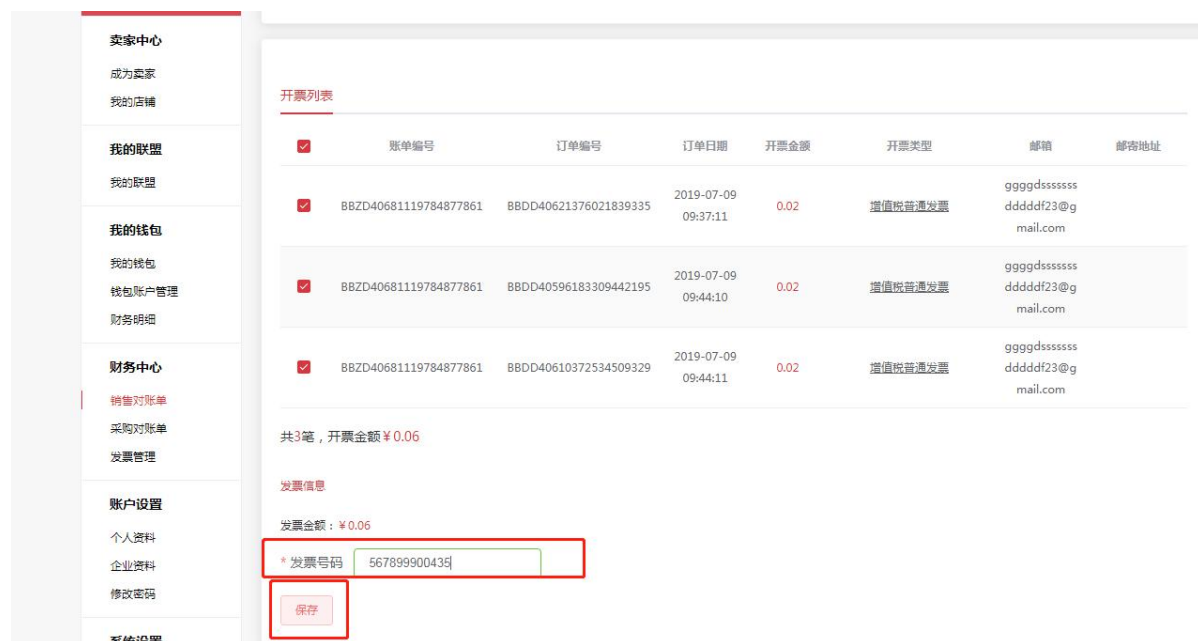 卖家中心
成为卖家
我的店铺
我的联盟
我的联盟
我的钱包
我的钱包
钱包账户管理
财务明细
财务中心
销售对账单
采购对账单
发票管理
账户设置
个人资料
企业资料
修改密码
系统设置
开票列表
账单编号 订单编号 订单日期 开票金额 开票类型 邮箱 邮寄地址
BBZD40681119784877861 BBDD40621376021839335 2019-07-09 09:37:11 0.02 增值税普通发票 ggggdsssssss
dddddf23@g
mail.com
BBZD40681119784877861 BBDD40596183309442195 2019-07-09 09:44:10 0.02 增值税普通发票 ggggdsssssss
dddddf23@g
mail.com
BBZD40681119784877861 BBDD40610372534509329 2019-07-09 09:44:11 0.02 增值税普通发票 ggggdsssssss
dddddf23@g
mail.com
共3笔，开票金额￥0.06
发票信息
发票金额：￥0.06
* 发票号码 567899900435
保存